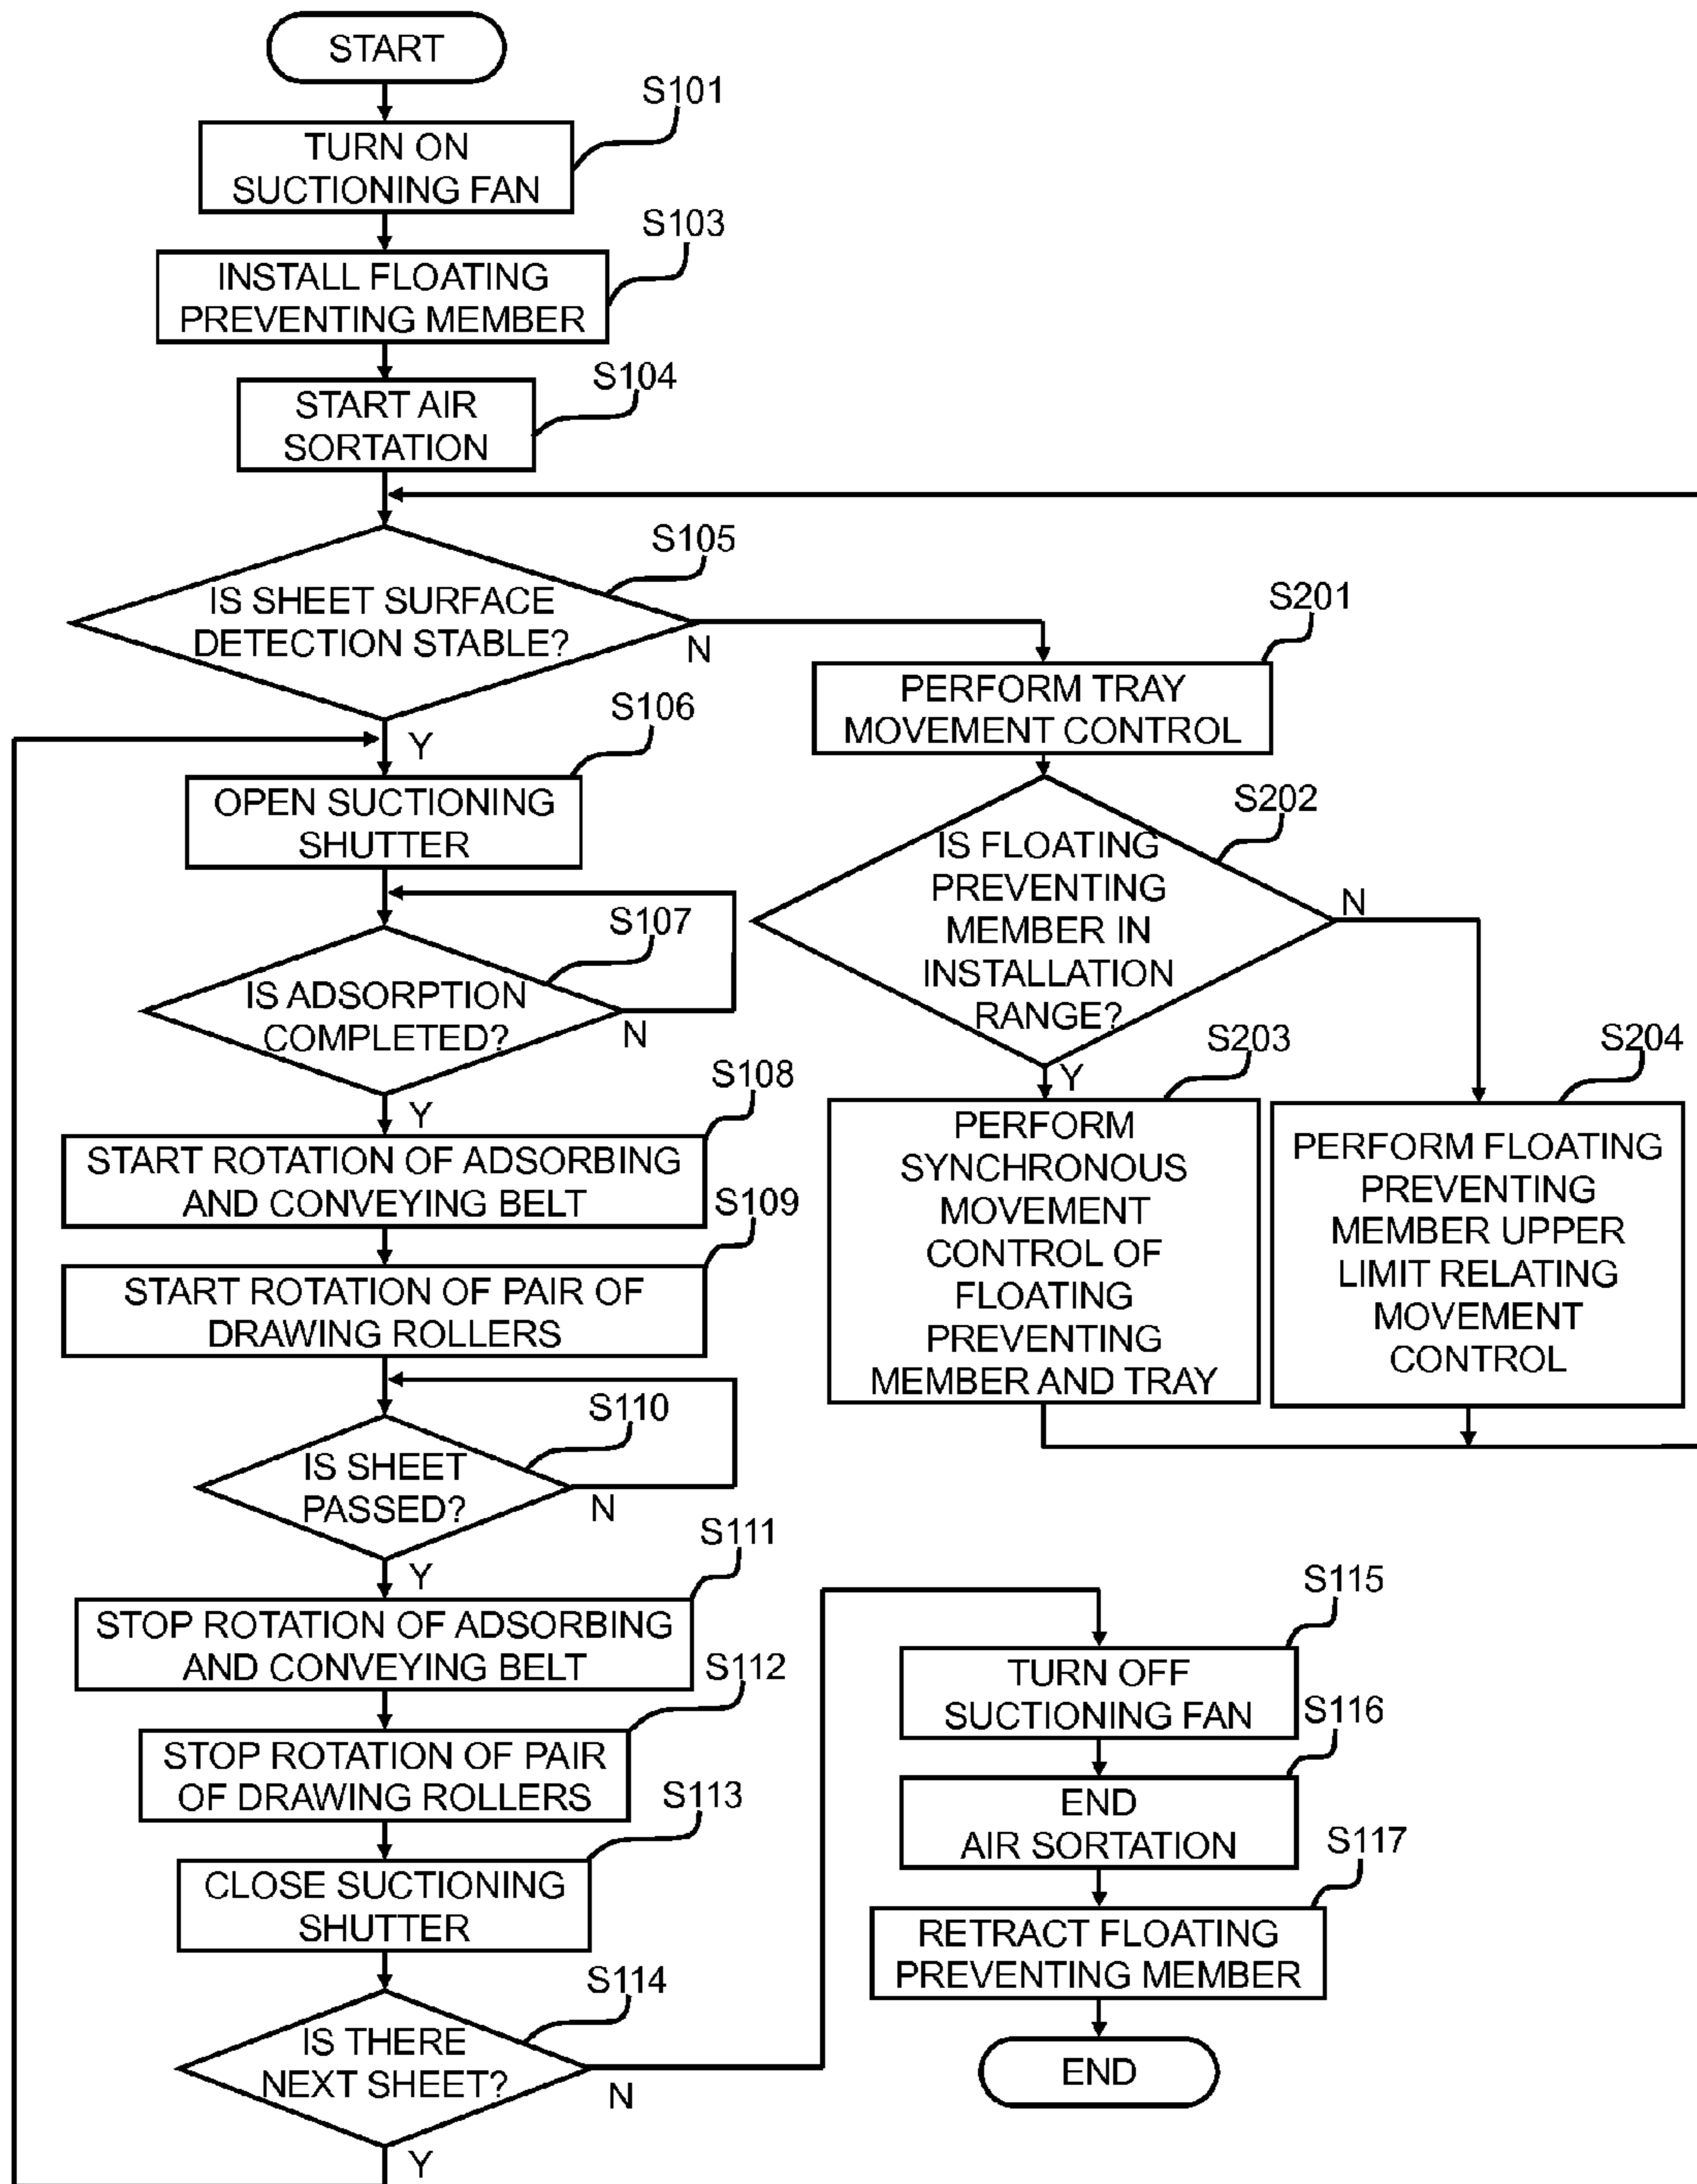 START
S101
TURN ON
SUCTIONING FAN
S103
INSTALL FLOATING
PREVENTING MEMBER
S104
START AIR
SORTATION
S105
IS SHEET SURFACE
DETECTION STABLE?
N
Y
S106
OPEN SUCTIONING
SHUTTER
S107
IS ADSORPTION
COMPLETED?
N
Y
S108
START ROTATION OF ADSORBING
AND CONVEYING BELT
S109
START ROTATION OF PAIR OF
DRAWING ROLLERS
S110
IS SHEET
PASSED?
N
Y
S111
STOP ROTATION OF ADSORBING
AND CONVEYING BELT
S112
STOP ROTATION OF PAIR
OF DRAWING ROLLERS
S113
CLOSE SUCTIONING
SHUTTER
S114
IS THERE
NEXT SHEET?
N
Y
S201
PERFORM TRAY
MOVEMENT CONTROL
S202
IS FLOATING
PREVENTING
MEMBER IN
INSTALLATION
RANGE?
N
Y
S203
PERFORM
SYNCHRONOUS
MOVEMENT
CONTROL OF
FLOATING
PREVENTING
MEMBER AND TRAY
S204
PERFORM FLOATING
PREVENTING
MEMBER UPPER
LIMIT RELATING
MOVEMENT
CONTROL
S115
TURN OFF
SUCTIONING FAN
S116
END
AIR SORTATION
S117
RETRACT FLOATING
PREVENTING MEMBER
END